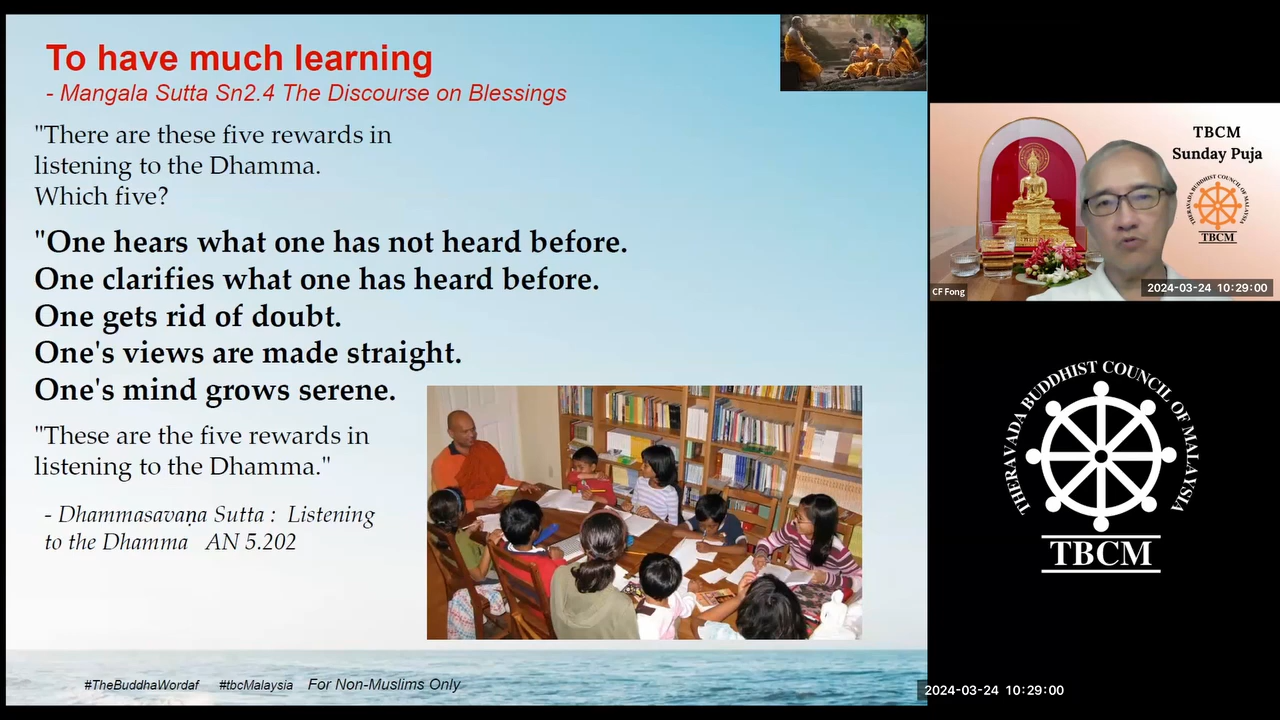 To have much learning
- Mangala Sutta Sn2.4 The Discourse on Blessings
"There are these five rewards in
listening to the Dhamma.
Which five?
"One hears what one has not heard before.
One clarifies what one has heard before.
One gets rid of doubt.
One's views are made straight.
One's mind grows serene.
"These are the five rewards in
listening to the Dhamma."
- Dhammasavaṇa Sutta : Listening
to the Dhamma AN 5.202
#TheBuddhaWordaf #tbcMalaysia For Non-Muslims Only
TBCM
Sunday Puja
THERAVADA BUDDHIST COUNCIL OF MALAYSIA
TBCM
CF Fong
2024-03-24 10:29:00
THERAVADA BUDDHIST COUNCIL OF MALAYSIA
TBCM
2024-03-24 10:29:00